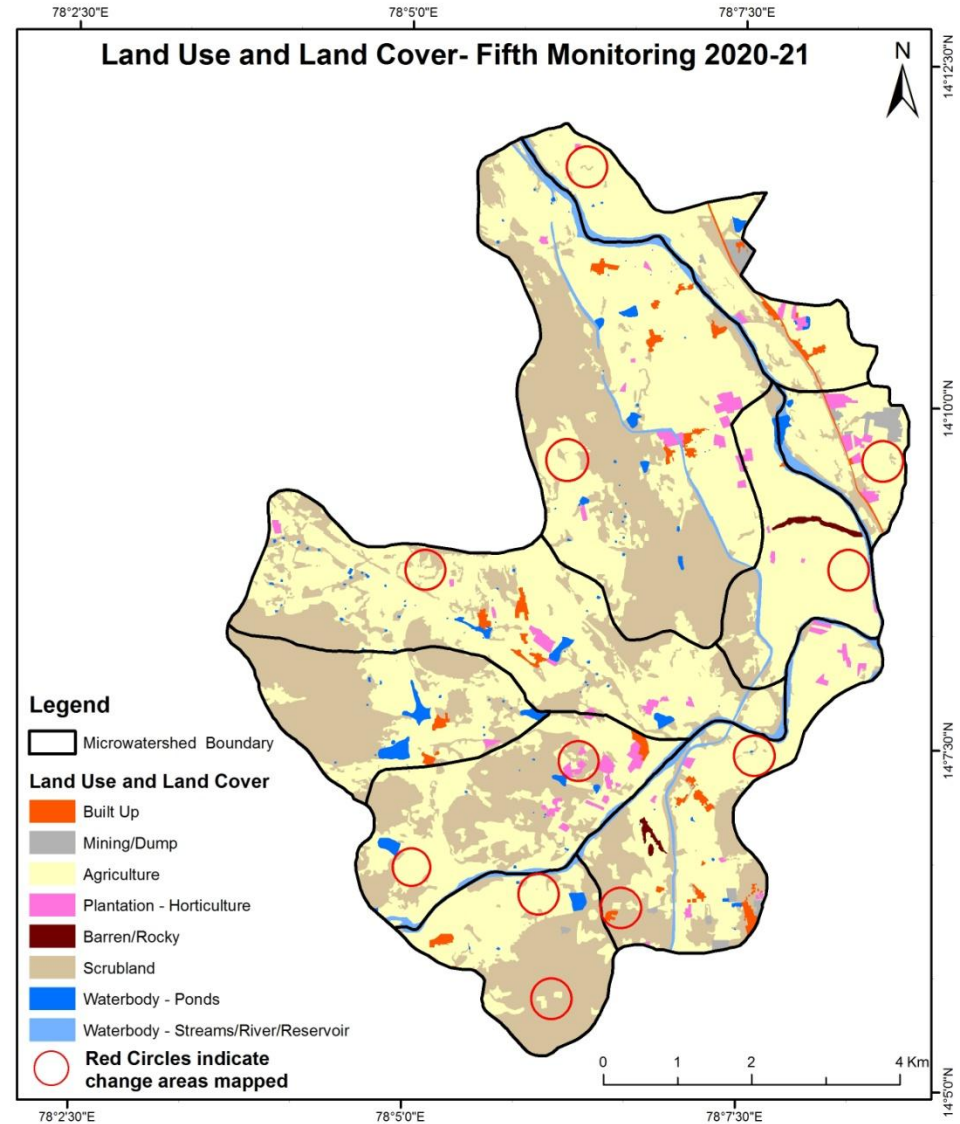 78°2'30"E
78°5'0"E
78°7'30"E
Land Use and Land Cover- Fifth Monitoring 2020-21
N
14°12'30"N
14°10'0"N
14°7'30"N
14°5'0"N
Legend
Microwatershed Boundary
Land Use and Land Cover
Built Up
Mining/Dump
Agriculture
Plantation - Horticulture
Barren/Rocky
Scrubland
Waterbody - Ponds
Waterbody - Streams/River/Reservoir
Red Circles indicate
change areas mapped
0 1 2 4 Km
78°2'30"E
78°5'0"E
78°7'30"E